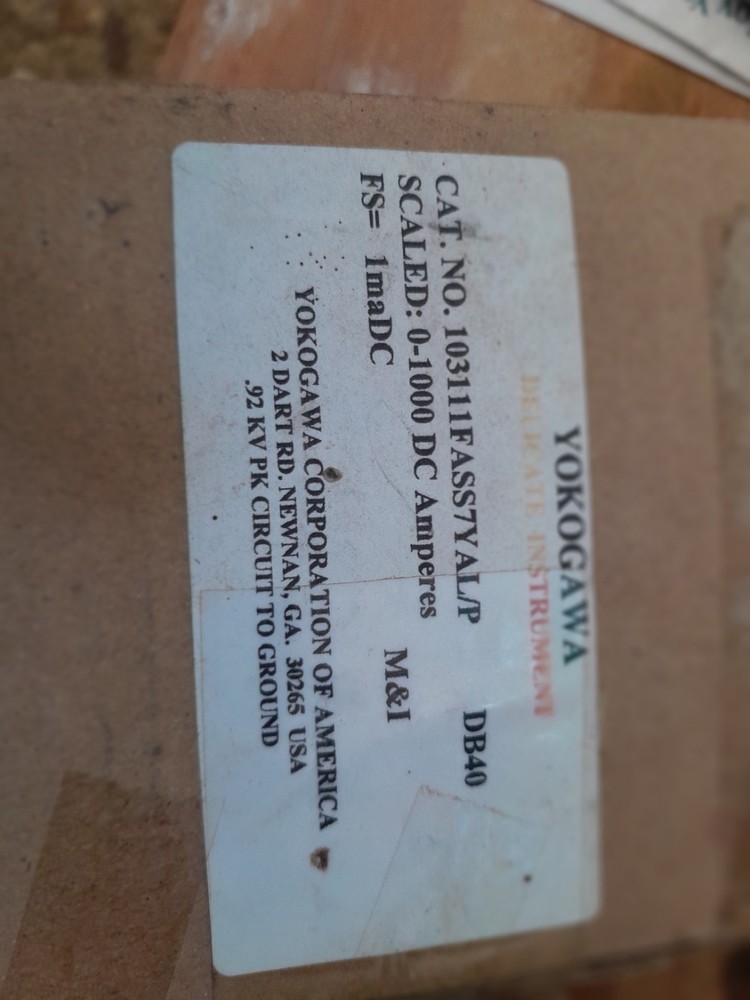 YOKOGAWA
DELICATE INSTRUMENT
CAT. NO. 103111FASS7YAL/P DB40
SCALED: 0-1000 DC Amperes
FS= 1maDC M&I
YOKOGAWA CORPORATION OF AMERICA
2 DART RD. NEWNAN, GA. 30265 USA
.92 KV PK CIRCUIT TO GROUND